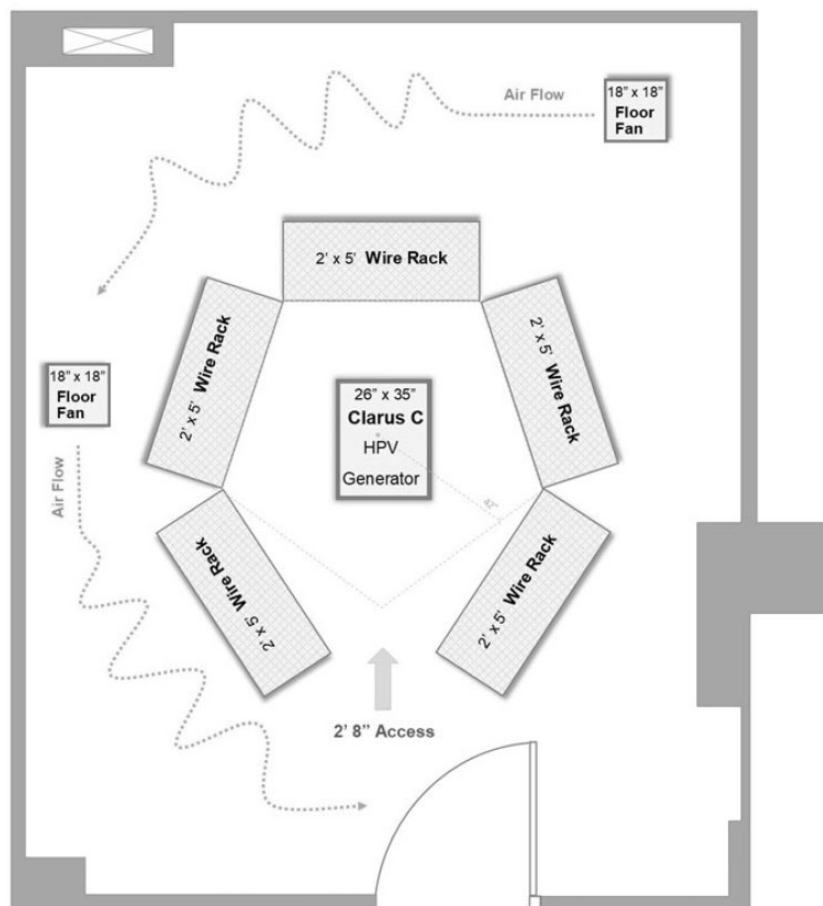 Air Flow
18" x 18"
Floor
Fan
2' x 5' Wire Rack
2' x 5' Wire Rack
2' x 5' Wire Rack
18" x 18"
Floor
Fan
26" x 35"
Clarus C
HPV
Generator
42"
Air Flow
2' x 5' Wire Rack
2' x 5' Wire Rack
2' 8" Access